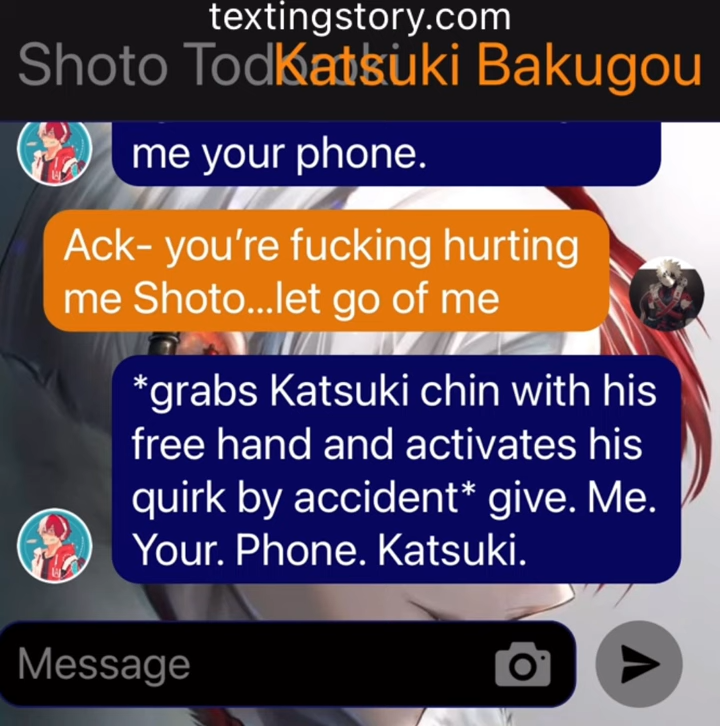 textingstory.com
Shoto Todoroki Katsuki Bakugou
me your phone.
Ack- you’re fucking hurting
me Shoto...let go of me
*grabs Katsuki chin with his
free hand and activates his
quirk by accident* give. Me.
Your. Phone. Katsuki.
Message